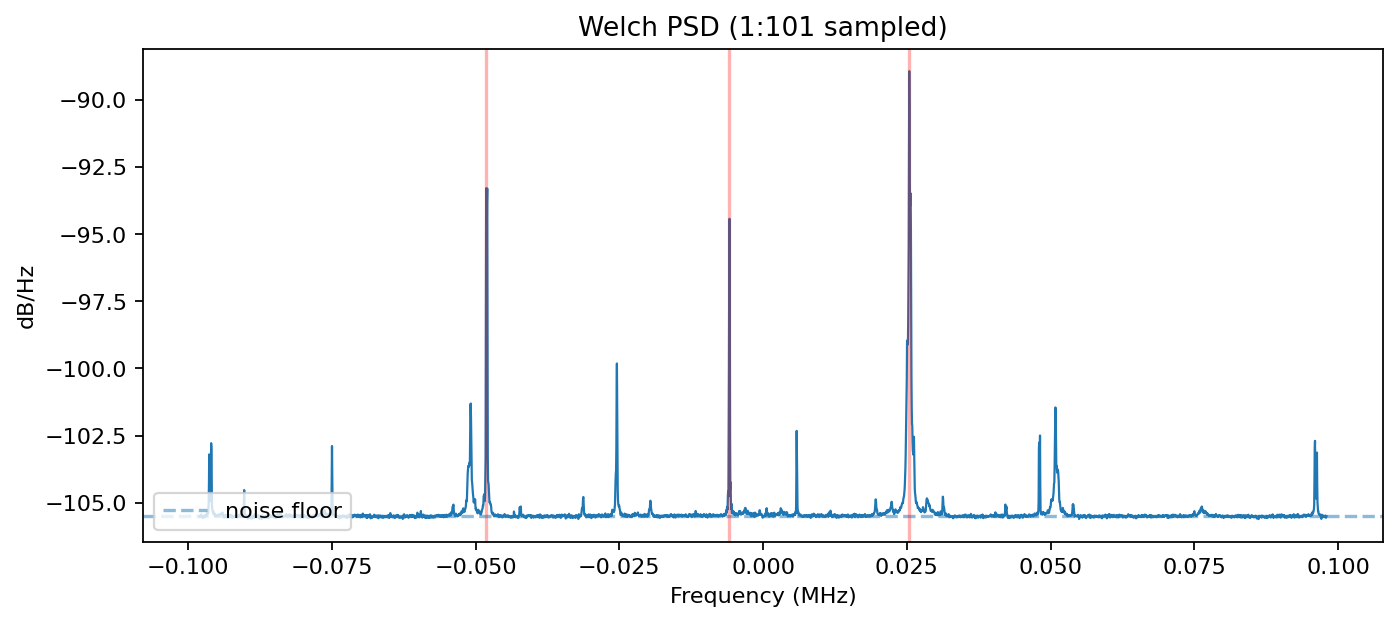 Welch PSD (1:101 sampled)
dB/Hz
−90.0
−92.5
−95.0
−97.5
−100.0
−102.5
−105.0
noise floor
−0.100 −0.075 −0.050 −0.025 0.000 0.025 0.050 0.075 0.100
Frequency (MHz)